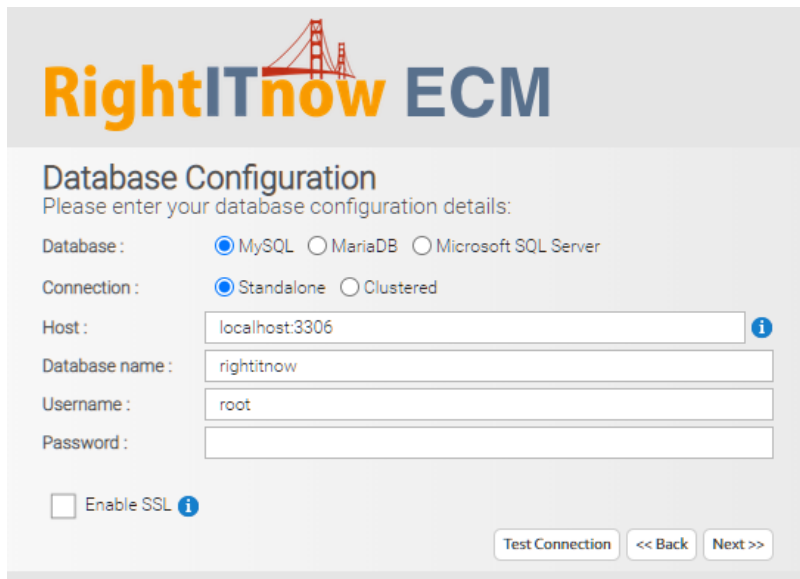 RightITnow ECM
Database Configuration
Please enter your database configuration details:
Database : MySQL MariaDB Microsoft SQL Server
Connection : Standalone Clustered
Host : localhost:3306 i
Database name : rightitnow
Username : root
Password :
Enable SSL i
Test Connection << Back Next >>